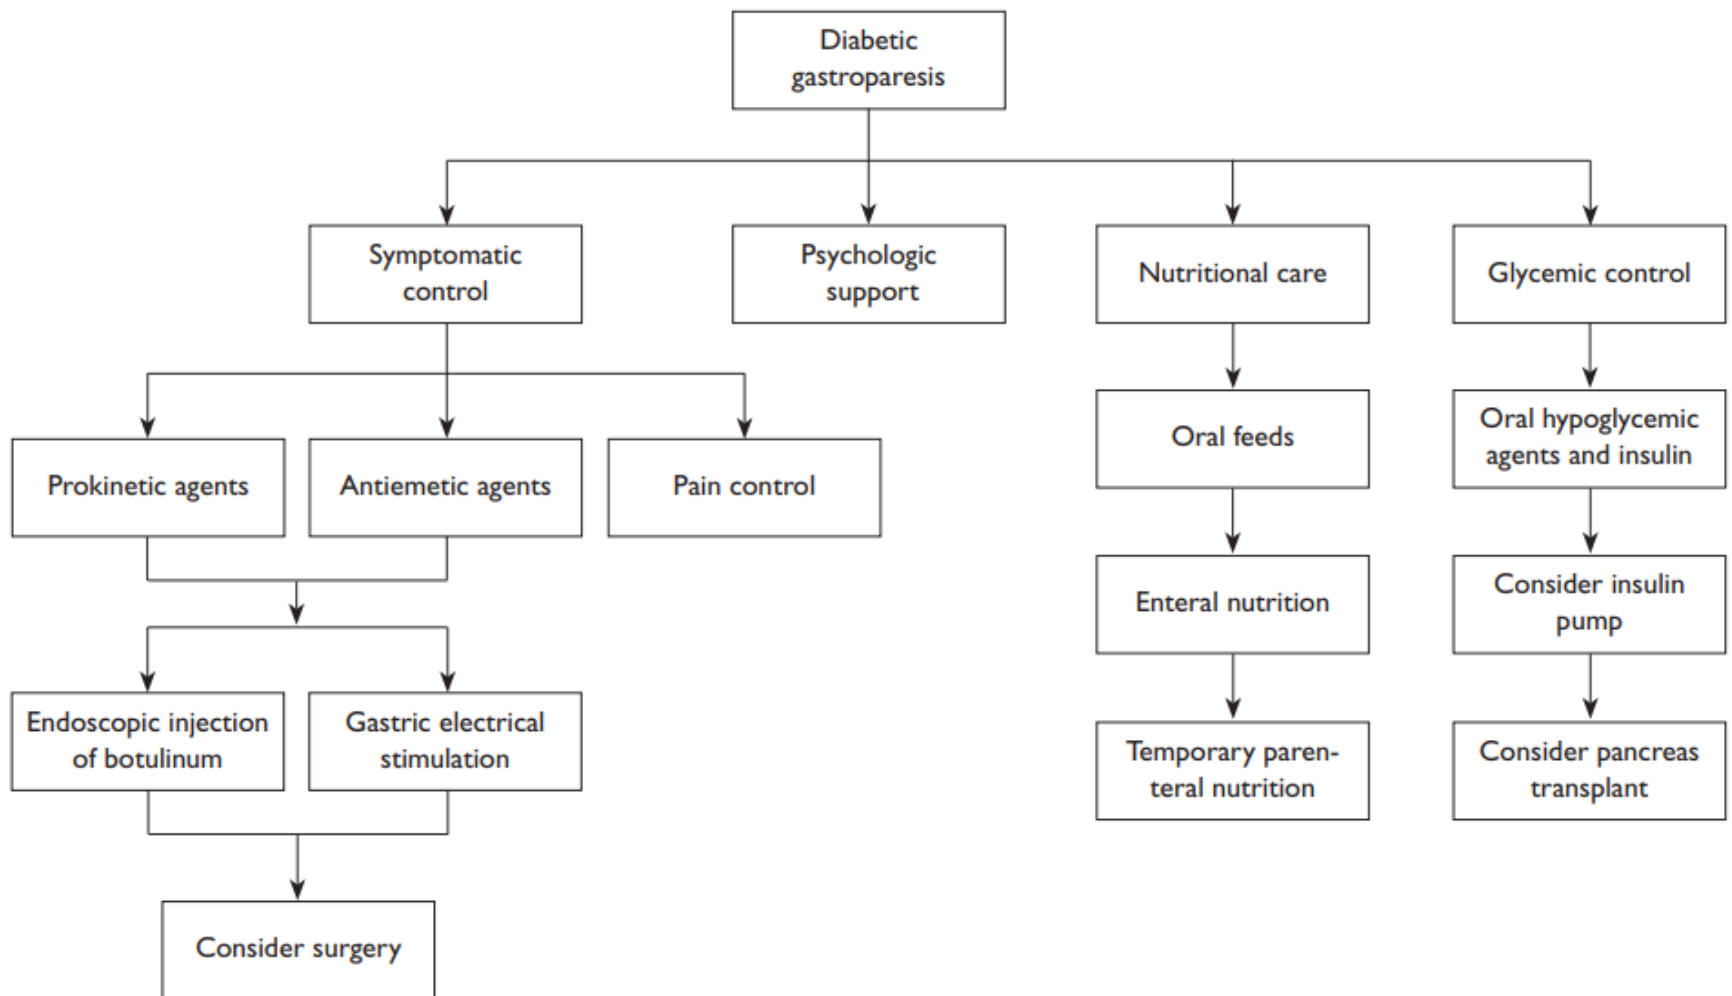 Diabetic
gastroparesis
Symptomatic
control
Psychologic
support
Nutritional care
Glycemic control
Prokinetic agents
Antiemetic agents
Pain control
Oral feeds
Oral hypoglycemic
agents and insulin
Enteral nutrition
Consider insulin
pump
Endoscopic injection
of botulinum
Gastric electrical
stimulation
Temporary paren-
teral nutrition
Consider pancreas
transplant
Consider surgery